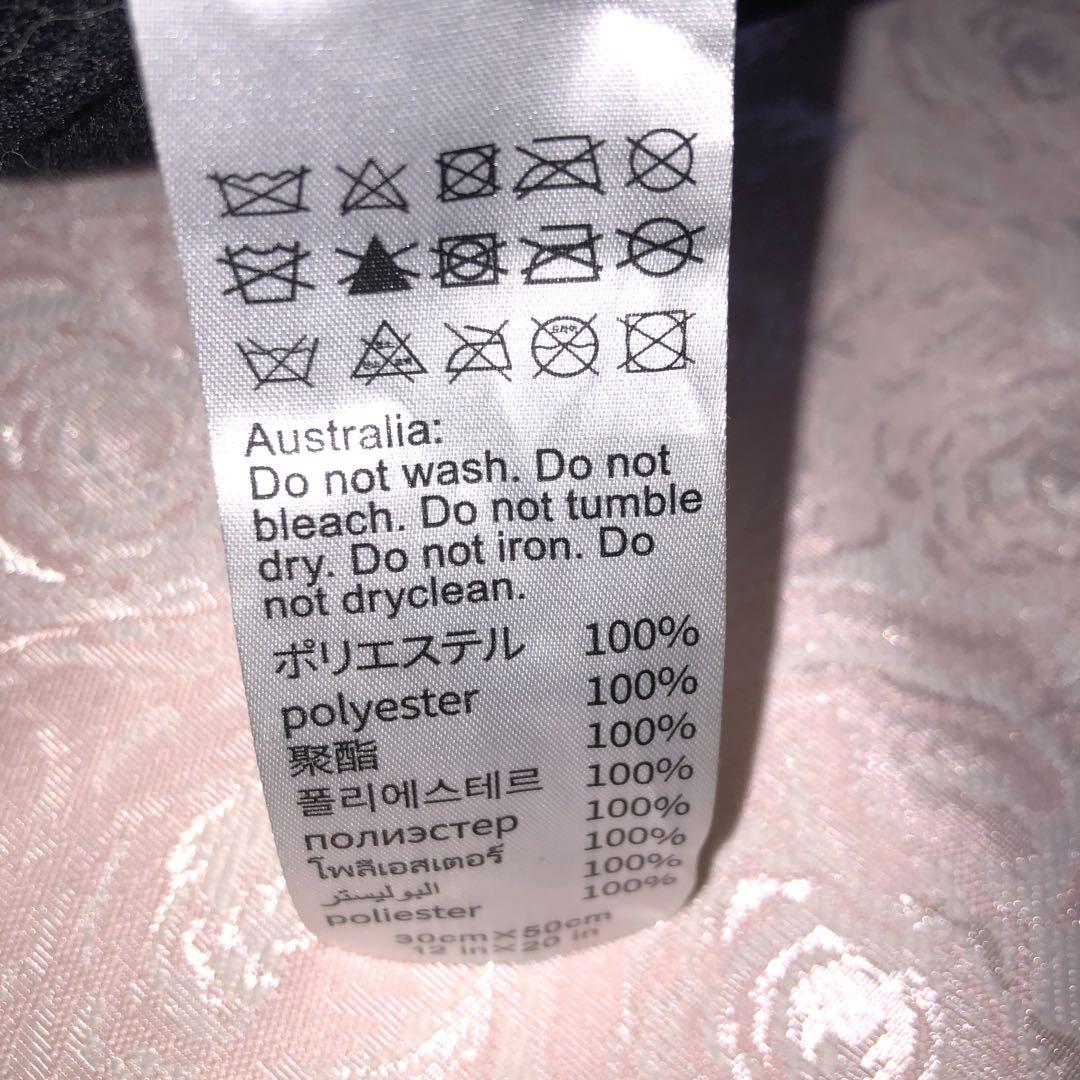 Australia:
Do not wash. Do not
bleach. Do not tumble
dry. Do not iron. Do
not dryclean.
ポリエステル 100%
polyester 100%
聚酯 100%
폴리에스테르 100%
полиэстер 100%
โพลีเอสเตอร์ 100%
البوليستر 100%
poliester 100%
30cm×50cm
12 in×20 in